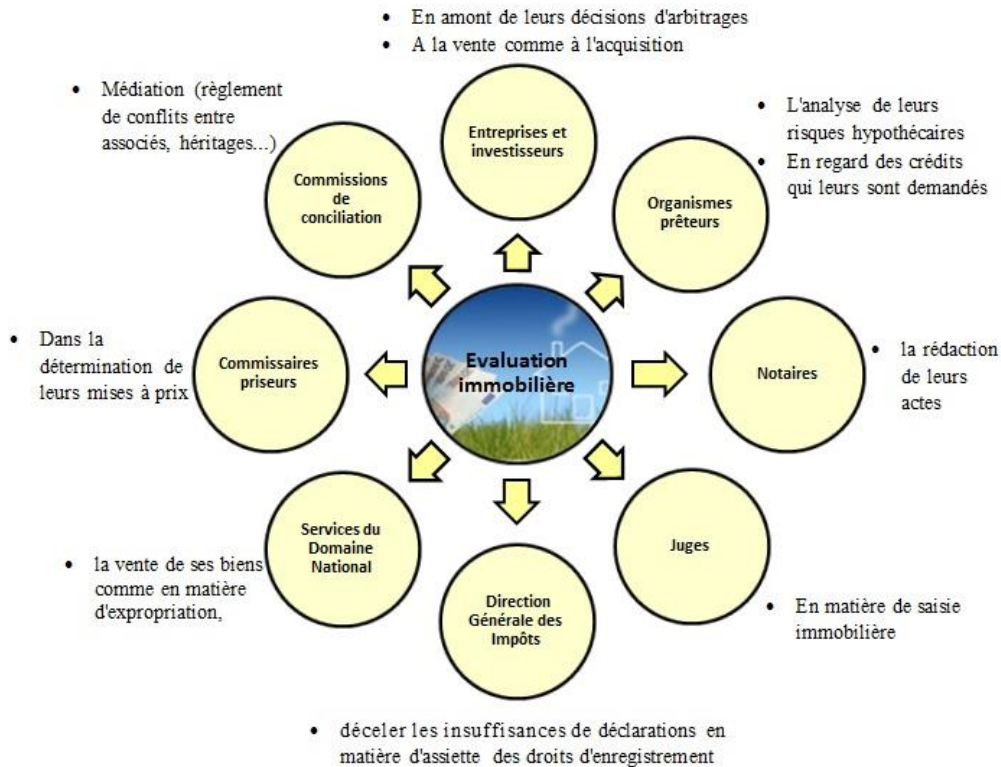 • En amont de leurs décisions d'arbitrages
• A la vente comme à l'acquisition
Entreprises et
investisseurs
• L'analyse de leurs
risques hypothécaires
• En regard des crédits
qui leurs sont demandés
Organismes
prêteurs
• la rédaction
de leurs
actes
Notaires
• En matière de saisie
immobilière
Juges
• déceler les insuffisances de déclarations en
matière d'assiette des droits d'enregistrement
Direction
Générale des
Impôts
• la vente de ses biens
comme en matière
d'expropriation,
Services du
Domaine
National
• Dans la
détermination de
leurs mises à prix
Commissaires
priseurs
• Médiation (règlement
de conflits entre
associés, héritages...)
Commissions
de
conciliation
Evaluation
immobilière